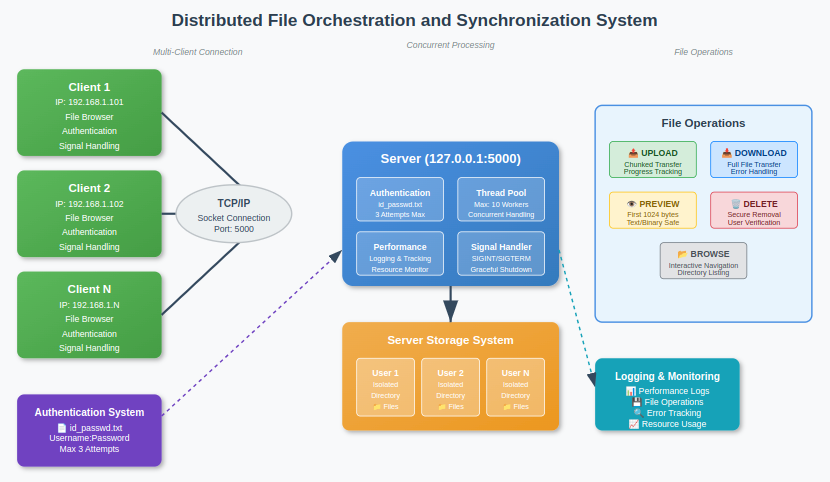 Distributed File Orchestration and Synchronization System
Multi-Client Connection
Concurrent Processing
File Operations
Client 1
IP: 192.168.1.101
File Browser
Authentication
Signal Handling
Client 2
IP: 192.168.1.102
File Browser
Authentication
Signal Handling
Client N
IP: 192.168.1.N
File Browser
Authentication
Signal Handling
Authentication System
📄 id_passwd.txt
Username:Password
Max 3 Attempts
TCP/IP
Socket Connection
Port: 5000
Server (127.0.0.1:5000)
Authentication
id_passwd.txt
3 Attempts Max
Thread Pool
Max: 10 Workers
Concurrent Handling
Performance
Logging & Tracking
Resource Monitor
Signal Handler
SIGINT/SIGTERM
Graceful Shutdown
Server Storage System
User 1
Isolated
Directory
📁 Files
User 2
Isolated
Directory
📁 Files
User N
Isolated
Directory
📁 Files
File Operations
📤 UPLOAD
Chunked Transfer
Progress Tracking
📥 DOWNLOAD
Full File Transfer
Error Handling
👁 PREVIEW
First 1024 bytes
Text/Binary Safe
🗑️ DELETE
Secure Removal
User Verification
📂 BROWSE
Interactive Navigation
Directory Listing
Logging & Monitoring
📊 Performance Logs
💾 File Operations
🔍 Error Tracking
📈 Resource Usage